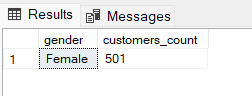 Results Messages
gender customers_count
1 Female 501